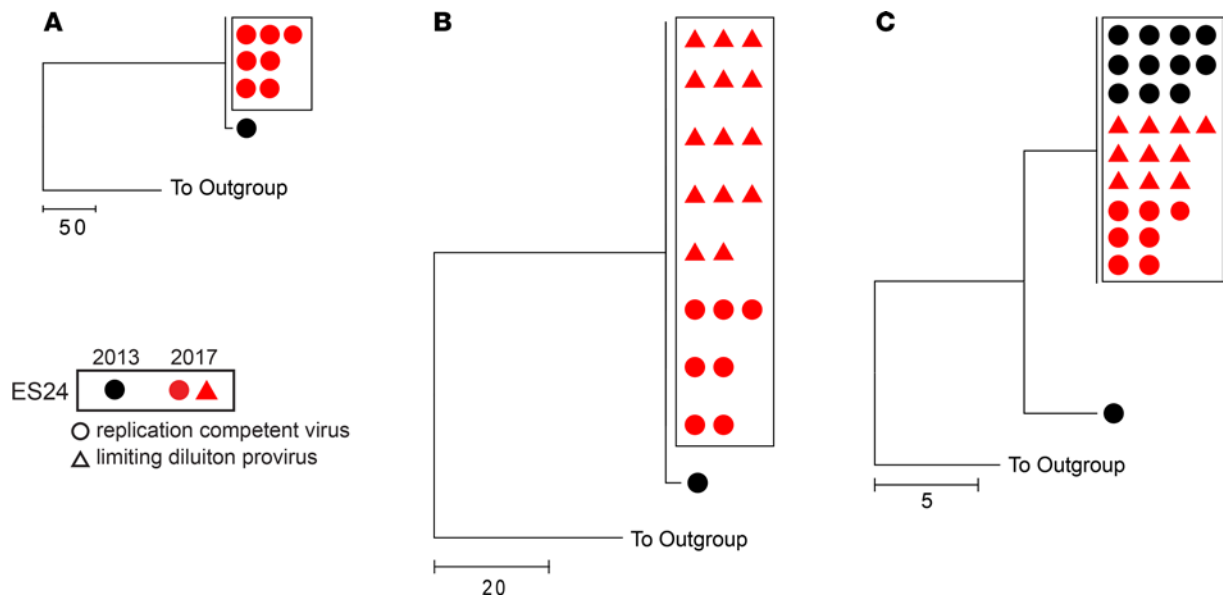 A
To Outgroup
50
2013 2017
ES24
replication competent virus
limiting diluiton provirus
B
To Outgroup
20
C
To Outgroup
5